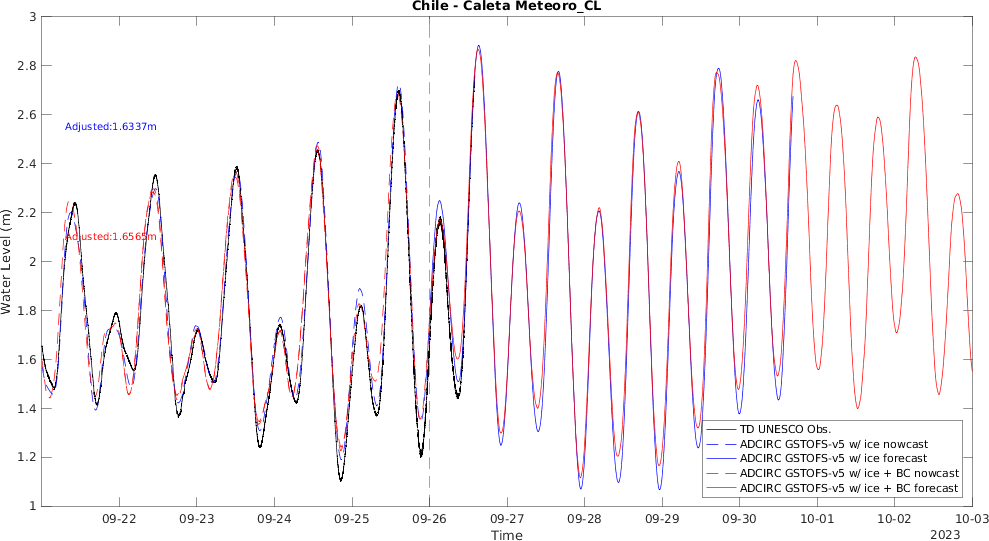 Chile - Caleta Meteoro_CL
3
2.8
2.6
2.4
2.2
2
1.8
1.6
1.4
1.2
1
Water Level (m)
Adjusted:1.6337m
Adjusted:1.6565m
TD UNESCO Obs.
ADCIRC GSTOFS-v5 w/ ice nowcast
ADCIRC GSTOFS-v5 w/ ice forecast
ADCIRC GSTOFS-v5 w/ ice + BC nowcast
ADCIRC GSTOFS-v5 w/ ice + BC forecast
09-22 09-23 09-24 09-25 09-26 09-27 09-28 09-29 09-30 10-01 10-02 10-03
Time
2023